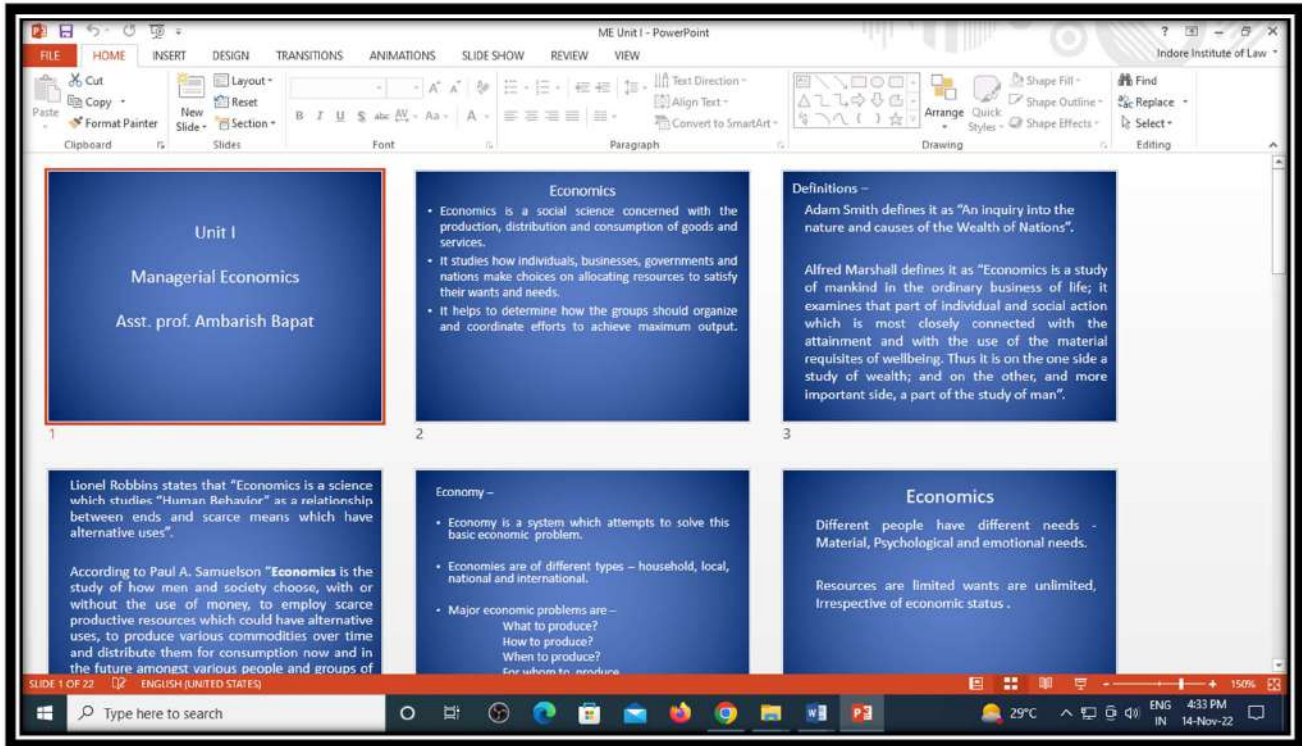 ME Unit I - PowerPoint
? 
Indore Institute of Law
FILE HOME INSERT DESIGN TRANSITIONS ANIMATIONS SLIDE SHOW REVIEW VIEW
Paste
Cut
Copy
Format Painter
Clipboard
New
Slide
Layout
Reset
Section
Slides
B I U S abc AV Aa A
Font
Text Direction
Align Text
Convert to SmartArt
Paragraph
Arrange
Quick
Styles
Shape Fill
Shape Outline
Shape Effects
Drawing
Find
Replace
Select
Editing
Unit I
Managerial Economics
Asst. prof. Ambarish Bapat
1
Economics
• Economics is a social science concerned with the
production, distribution and consumption of goods and
services.
• It studies how individuals, businesses, governments and
nations make choices on allocating resources to satisfy
their wants and needs.
• It helps to determine how the groups should organize
and coordinate efforts to achieve maximum output.
2
Definitions –
Adam Smith defines it as “An inquiry into the
nature and causes of the Wealth of Nations”.
Alfred Marshall defines it as “Economics is a study
of mankind in the ordinary business of life; it
examines that part of individual and social action
which is most closely connected with the
attainment and with the use of the material
requisites of wellbeing. Thus it is on the one side a
study of wealth; and on the other, and more
important side, a part of the study of man”.
3
Lionel Robbins states that “Economics is a science
which studies “Human Behavior” as a relationship
between ends and scarce means which have
alternative uses”.
According to Paul A. Samuelson “Economics is the
study of how men and society choose, with or
without the use of money, to employ scarce
productive resources which could have alternative
uses, to produce various commodities over time
and distribute them for consumption now and in
the future amongst various people and groups of
Economy –
• Economy is a system which attempts to solve this
basic economic problem.
• Economies are of different types – household, local,
national and international.
• Major economic problems are –
What to produce?
How to produce?
When to produce?
For whom to produce
Economics
Different people have different needs -
Material, Psychological and emotional needs.
Resources are limited wants are unlimited,
Irrespective of economic status .
SLIDE 1 OF 22 ENGLISH (UNITED STATES) 150%
Type here to search
29°C
ENG
IN
4:33 PM
14-Nov-22